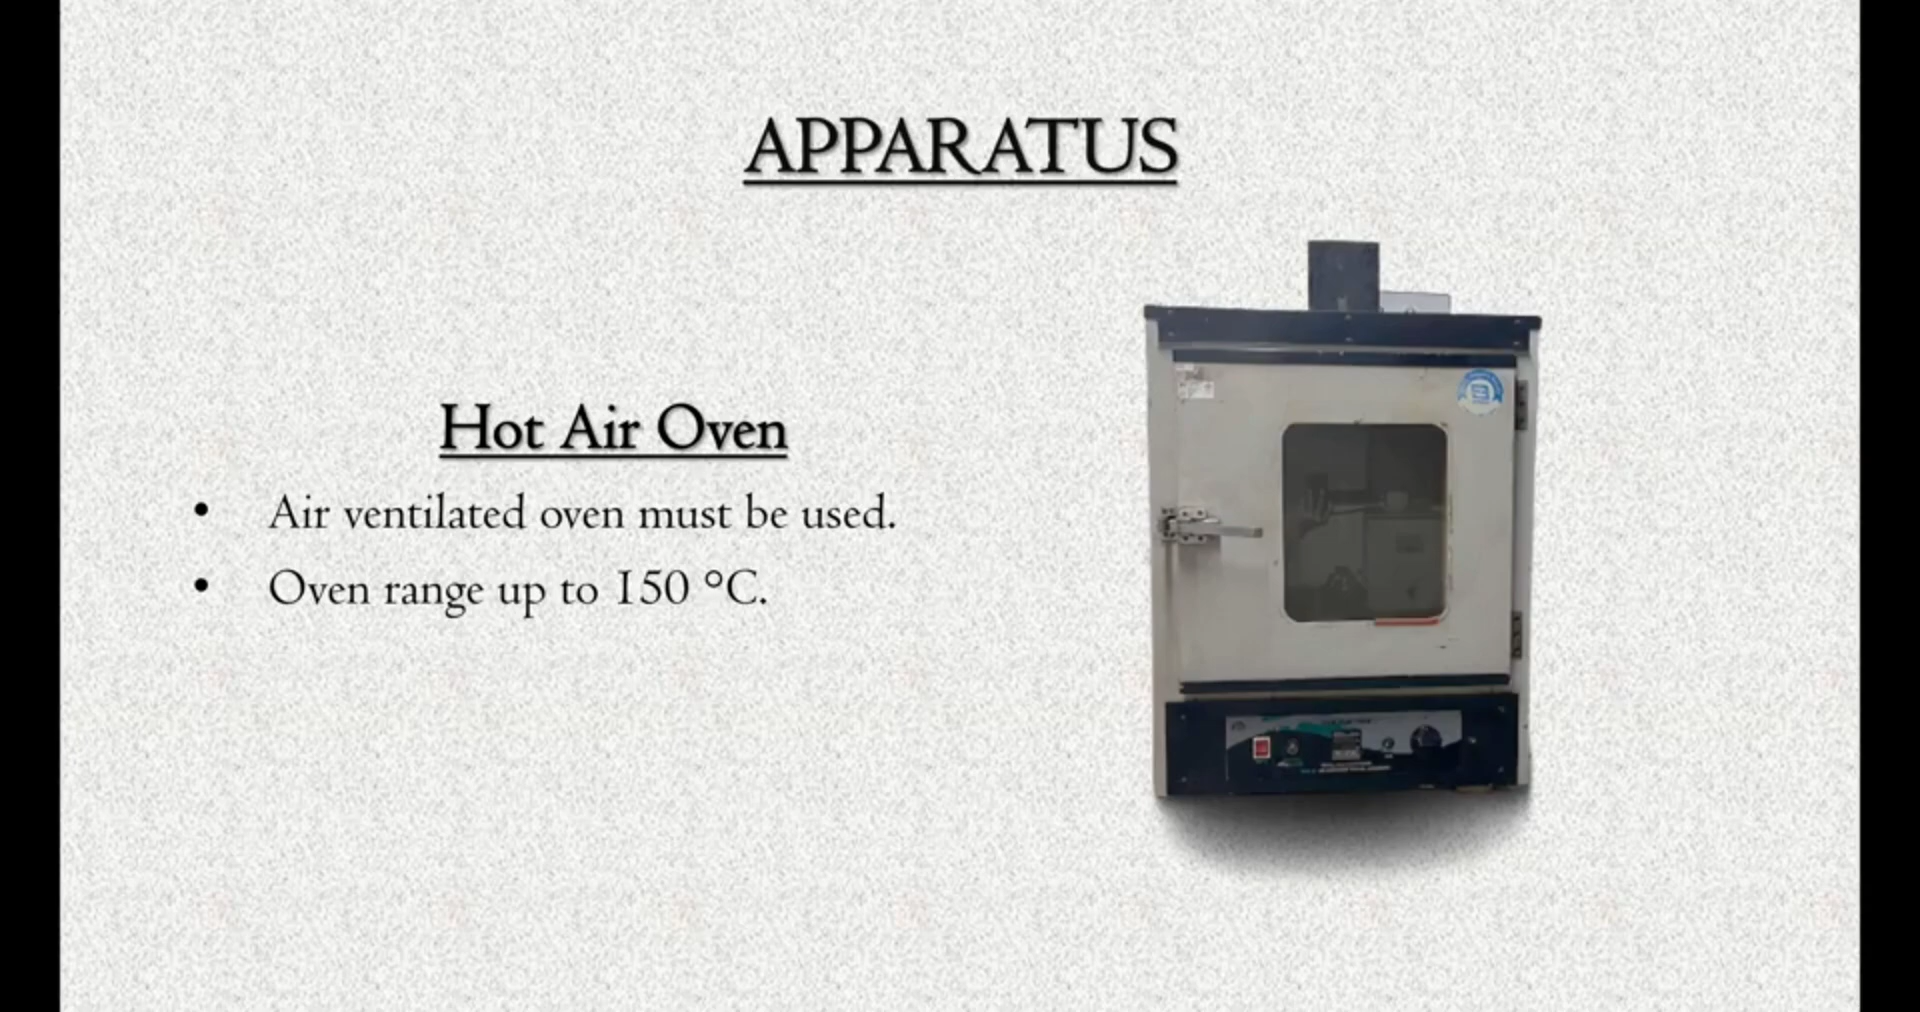 APPARATUS
Hot Air Oven
• Air ventilated oven must be used.
• Oven range up to 150 °C.